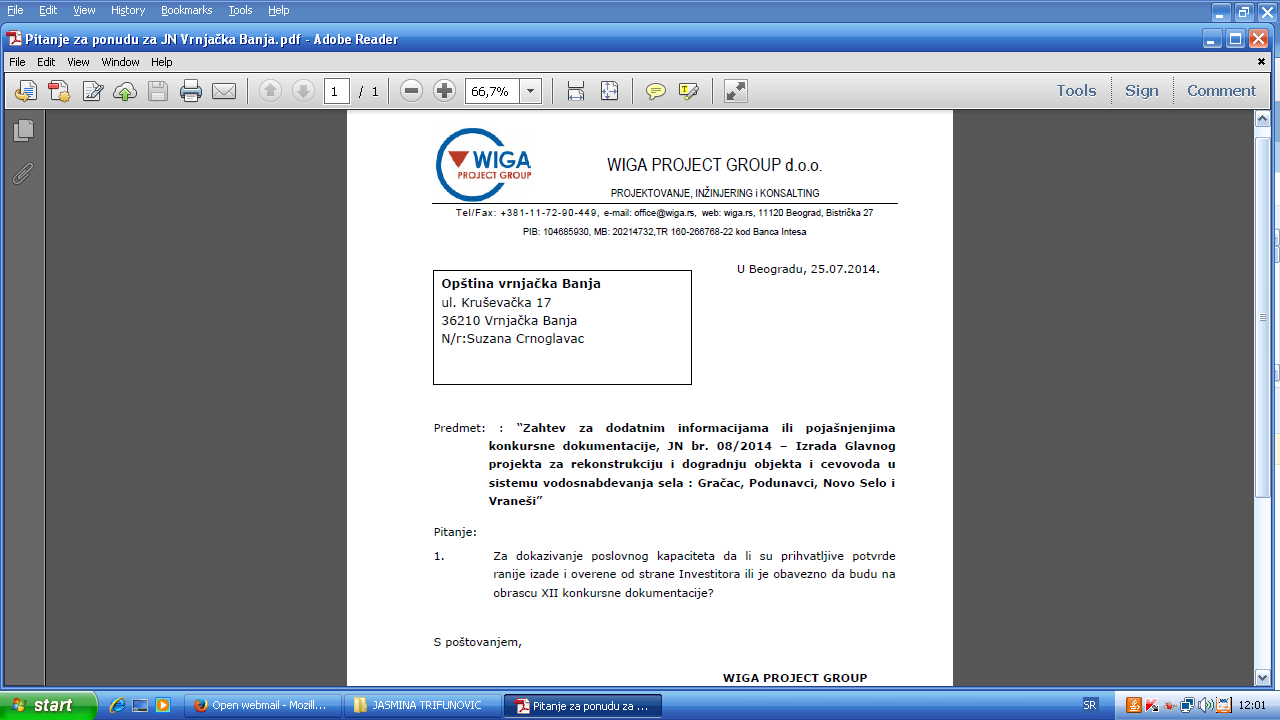 File Edit View History Bookmarks Tools Help
Pitanje za ponudu za JN Vrnjačka Banja.pdf - Adobe Reader
File Edit View Window Help
1 / 1 66,7% Tools Sign Comment
WIGA
PROJECT GROUP
WIGA PROJECT GROUP d.o.o.
PROJEKTOVANJE, INŽINJERING i KONSALTING
Tel/Fax: +381-11-72-90-449, e-mail: office@wiga.rs, web: wiga.rs, 11120 Beograd, Bistrička 27
PIB: 104685930, MB: 20214732,TR 160-266768-22 kod Banca Intesa
U Beogradu, 25.07.2014.
Opština vrnjačka Banja
ul. Kruševačka 17
36210 Vrnjačka Banja
N/r:Suzana Crnoglavac
Predmet: : “Zahtev za dodatnim informacijama ili pojašnjenjima
konkursne dokumentacije, JN br. 08/2014 – Izrada Glavnog
projekta za rekonstrukciju i dogradnju objekta i cevovoda u
sistemu vodosnabdevanja sela : Gračac, Podunavci, Novo Selo i
Vraneši”
Pitanje:
1. Za dokazivanje poslovnog kapaciteta da li su prihvatljive potvrde
ranije izade i overene od strane Investitora ili je obavezno da budu na
obrascu XII konkursne dokumentacije?
S poštovanjem,
WIGA PROJECT GROUP
start Open webmail - Mozill... JASMINA TRIFUNOVIC Pitanje za ponudu za ... SR 12:01